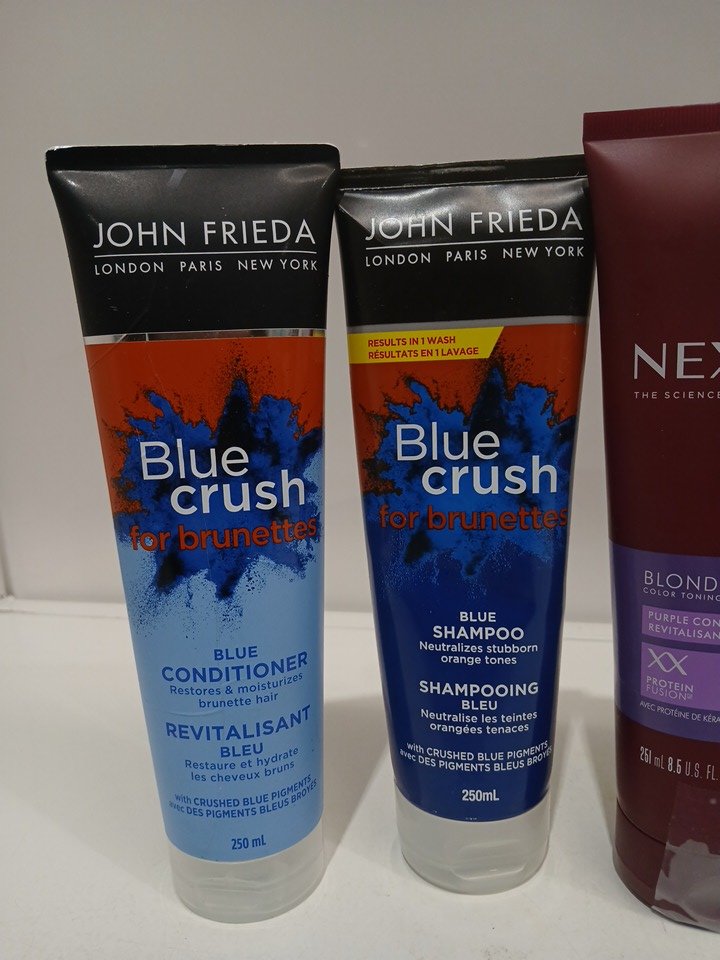 JOHN FRIEDA
LONDON PARIS NEW YORK
Blue
crush
for brunettes
BLUE
CONDITIONER
Restores & moisturizes
brunette hair
REVITALISANT
BLEU
Restaure et hydrate
les cheveux bruns
with CRUSHED BLUE PIGMENTS
avec DES PIGMENTS BLEUS BROYÉS
250 mL
JOHN FRIEDA
LONDON PARIS NEW YORK
RESULTS IN 1 WASH
RÉSULTATS EN 1 LAVAGE
Blue
crush
for brunettes
BLUE
SHAMPOO
Neutralizes stubborn
orange tones
SHAMPOOING
BLEU
Neutralise les teintes
orangées tenaces
with CRUSHED BLUE PIGMENTS
avec DES PIGMENTS BLEUS BROYÉS
250mL
NEX
THE SCIENCE
BLOND
COLOR TONING
PURPLE CON
REVITALISAN
XX
PROTEIN
FUSION
AVEC PROTÉINE DE KÉRA
251 mL 8.5 U.S. FL.